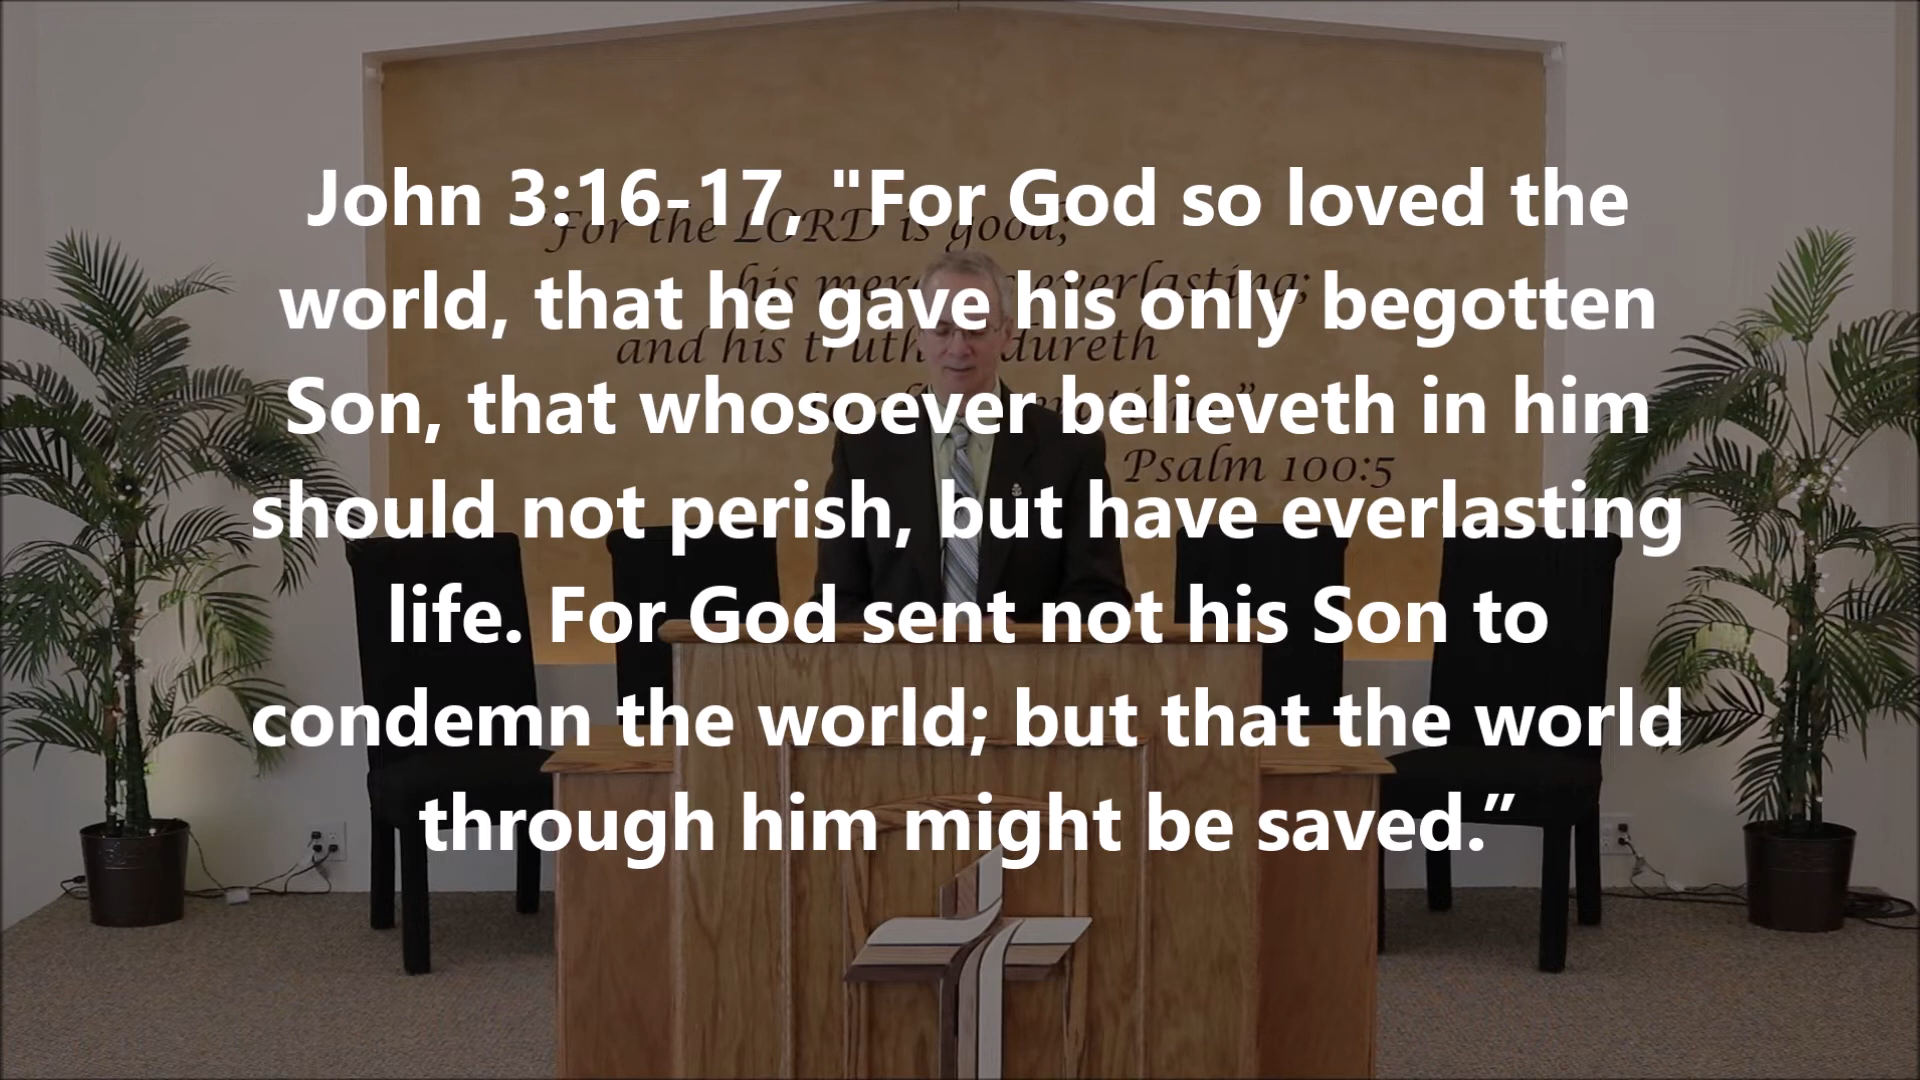 John 3:16-17, "For God so loved the
world, that he gave his only begotten
Son, that whosoever believeth in him
should not perish, but have everlasting
life. For God sent not his Son to
condemn the world; but that the world
through him might be saved.”
For the LORD is good;
his everlasting;
and his truth
Psalm 100:5